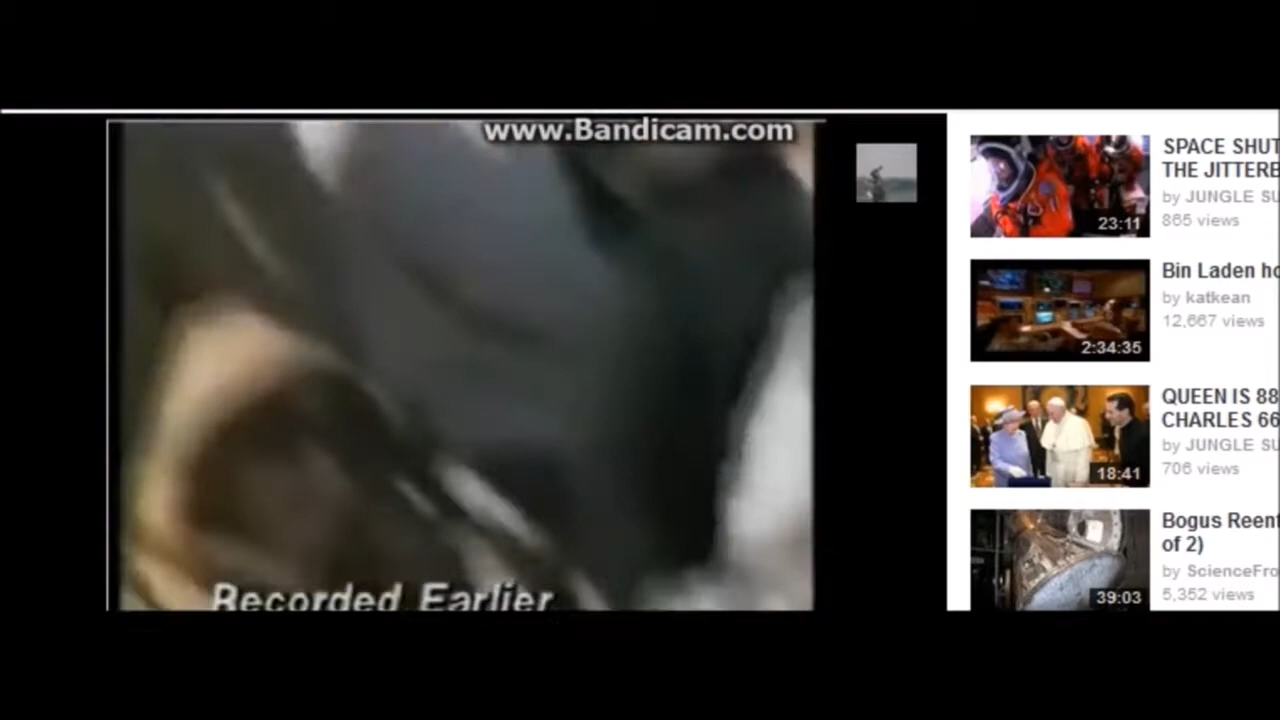 www.Bandicam.com
Recorded Earlier
SPACE SHUT
THE JITTERE
by JUNGLE SU
865 views
23:11
Bin Laden ho
by katkean
12,667 views
2:34:35
QUEEN IS 88
CHARLES 66
by JUNGLE SU
706 views
18:41
Bogus Reent
of 2)
by ScienceFro
5,352 views
39:03